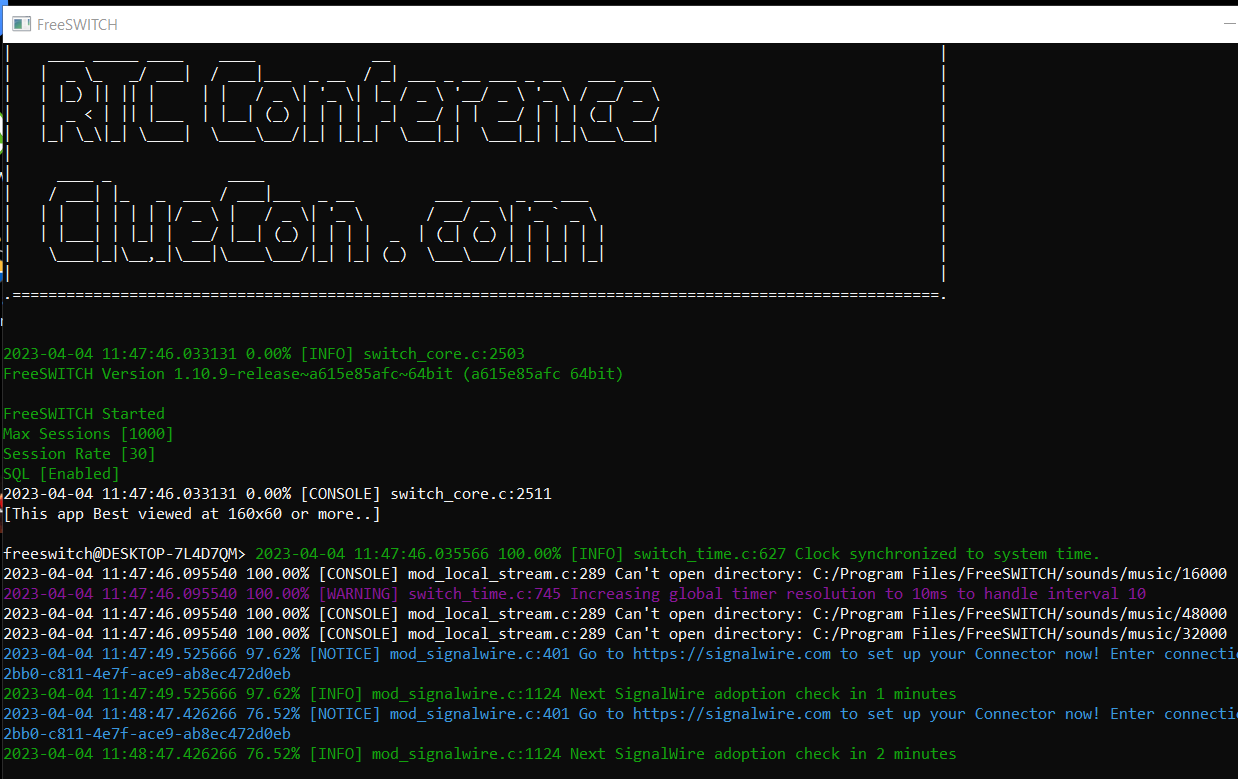 FreeSWITCH
RTC Conference
ClueCon.com
2023-04-04 11:47:46.033131 0.00% [INFO] switch_core.c:2503
FreeSWITCH Version 1.10.9-release~a615e85afc~64bit (a615e85afc 64bit)
FreeSWITCH Started
Max Sessions [1000]
Session Rate [30]
SQL [Enabled]
2023-04-04 11:47:46.033131 0.00% [CONSOLE] switch_core.c:2511
[This app Best viewed at 160x60 or more..]
freeswitch@DESKTOP-7L4D7QM> 2023-04-04 11:47:46.035566 100.00% [INFO] switch_time.c:627 Clock synchronized to system time.
2023-04-04 11:47:46.095540 100.00% [CONSOLE] mod_local_stream.c:289 Can't open directory: C:/Program Files/FreeSWITCH/sounds/music/16000
2023-04-04 11:47:46.095540 100.00% [WARNING] switch_time.c:745 Increasing global timer resolution to 10ms to handle interval 10
2023-04-04 11:47:46.095540 100.00% [CONSOLE] mod_local_stream.c:289 Can't open directory: C:/Program Files/FreeSWITCH/sounds/music/48000
2023-04-04 11:47:46.095540 100.00% [CONSOLE] mod_local_stream.c:289 Can't open directory: C:/Program Files/FreeSWITCH/sounds/music/32000
2023-04-04 11:47:49.525666 97.62% [NOTICE] mod_signalwire.c:401 Go to https://signalwire.com to set up your Connector now! Enter connecti
2bb0-c811-4e7f-ace9-ab8ec472d0eb
2023-04-04 11:47:49.525666 97.62% [INFO] mod_signalwire.c:1124 Next SignalWire adoption check in 1 minutes
2023-04-04 11:48:47.426266 76.52% [NOTICE] mod_signalwire.c:401 Go to https://signalwire.com to set up your Connector now! Enter connecti
2bb0-c811-4e7f-ace9-ab8ec472d0eb
2023-04-04 11:48:47.426266 76.52% [INFO] mod_signalwire.c:1124 Next SignalWire adoption check in 2 minutes